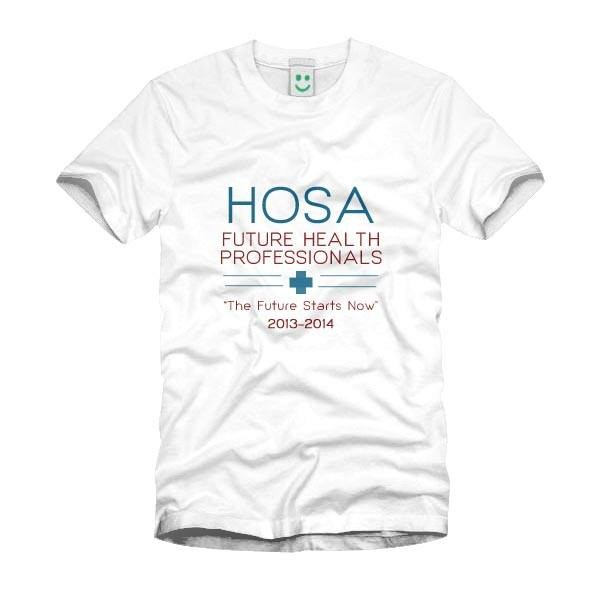 HOSA
FUTURE HEALTH
PROFESSIONALS
"The Future Starts Now"
2013-2014